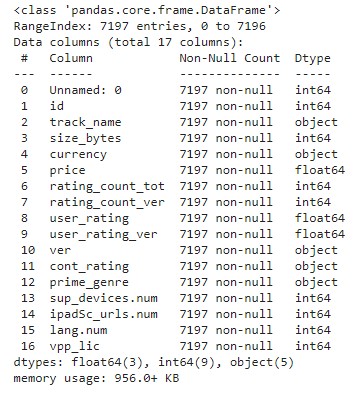 <class 'pandas.core.frame.DataFrame'>
RangeIndex: 7197 entries, 0 to 7196
Data columns (total 17 columns):
 #   Column            Non-Null Count  Dtype
---  ------            --------------  -----
 0   Unnamed: 0        7197 non-null   int64
 1   id                7197 non-null   int64
 2   track_name        7197 non-null   object
 3   size_bytes        7197 non-null   int64
 4   currency          7197 non-null   object
 5   price             7197 non-null   float64
 6   rating_count_tot  7197 non-null   int64
 7   rating_count_ver  7197 non-null   int64
 8   user_rating       7197 non-null   float64
 9   user_rating_ver   7197 non-null   float64
 10  ver               7197 non-null   object
 11  cont_rating       7197 non-null   object
 12  prime_genre       7197 non-null   object
 13  sup_devices.num   7197 non-null   int64
 14  ipadSc_urls.num   7197 non-null   int64
 15  lang.num          7197 non-null   int64
 16  vpp_lic           7197 non-null   int64
dtypes: float64(3), int64(9), object(5)
memory usage: 956.0+ KB